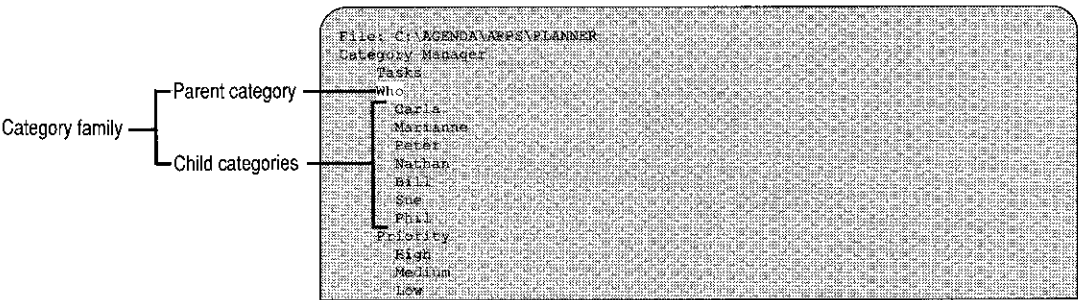 File: C:\AGENDA\APPS\PLANNER
Category Manager
Tasks
Who
Carla
Marianne
Peter
Nathan
Bill
Sue
Phil
Priority
High
Medium
Low
Category family
Parent category
Child categories